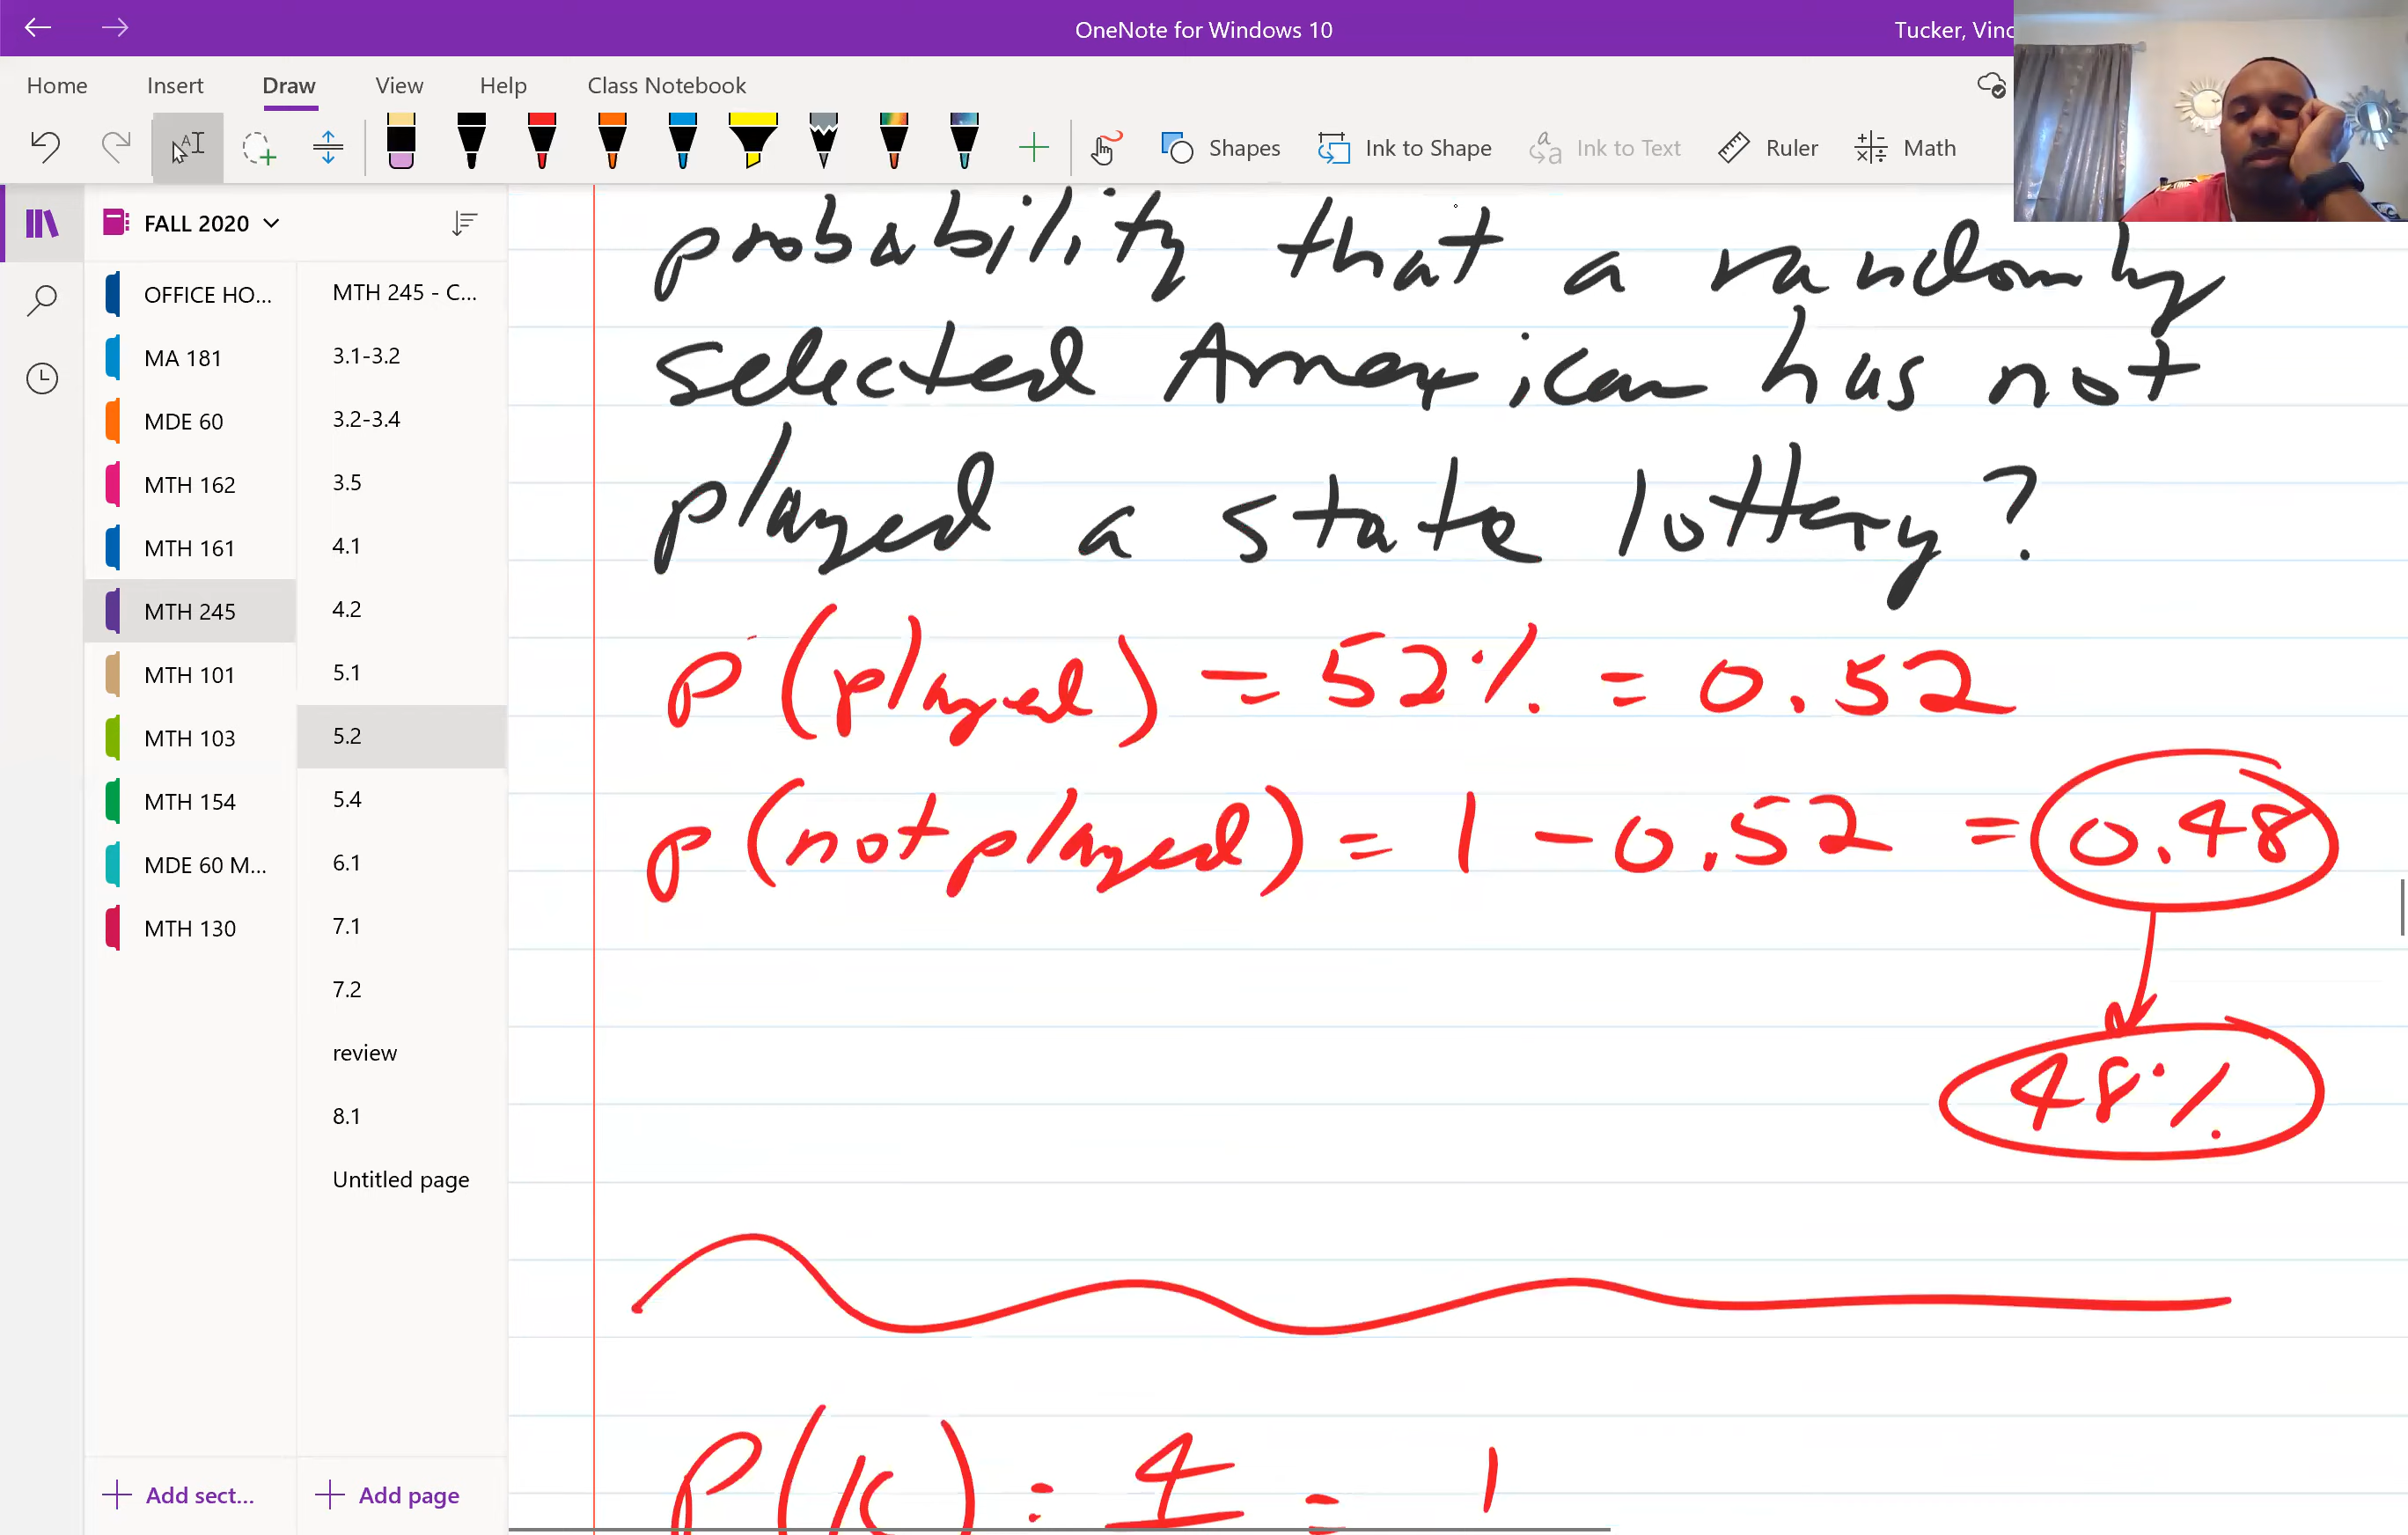 OneNote for Windows 10
Tucker, Vinc
Home Insert Draw View Help Class Notebook
Shapes Ink to Shape Ink to Text Ruler Math
FALL 2020
OFFICE HO...
MA 181
MDE 60
MTH 162
MTH 161
MTH 245
MTH 101
MTH 103
MTH 154
MDE 60 M...
MTH 130
Add sect...
MTH 245 - C...
3.1-3.2
3.2-3.4
3.5
4.1
4.2
5.1
5.2
5.4
6.1
7.1
7.2
review
8.1
Untitled page
Add page
probability that a randomly
selected American has not
played a state lottery?
P(played) = 52% = 0.52
P(not played) = 1 - 0.52 = 0.48
48%
P(K) = 4 = 1